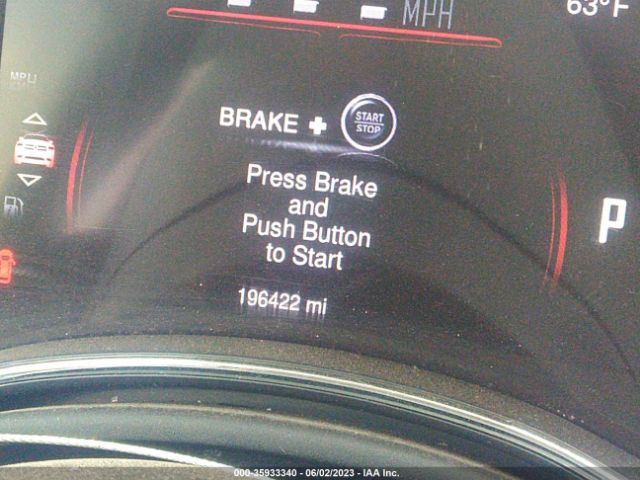 MPH
63°F
BRAKE + START STOP
Press Brake
and
Push Button
to Start
P
196422 mi
000-35933340 - 06/02/2023 - IAA Inc.